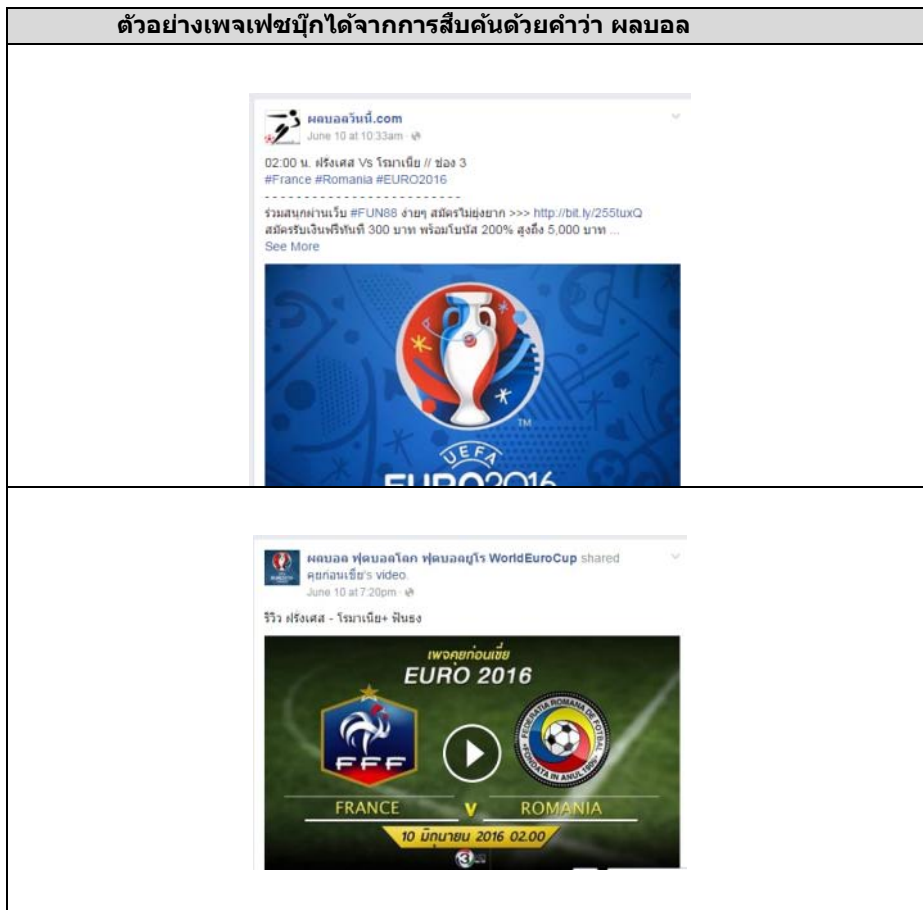 ตัวอย่างเพจเฟซบุ๊กได้จากการสืบค้นด้วยคำว่า ผลบอล
ผลบอลวันนี้.com
June 10 at 10:33am ·
02:00 น. ฝรั่งเศส Vs โรมาเนีย // ช่อง 3
#France #Romania #EURO2016
- - - - - - - - - - - - - - - - - - - - - - - - -
ร่วมสนุกผ่านเว็บ #FUN88 ง่ายๆ สมัครไม่ยุ่งยาก >>> http://bit.ly/255tuxQ
สมัครรับเงินฟรีทันที 300 บาท พร้อมโบนัส 200% สูงถึง 5,000 บาท ...
See More
TM
UEFA
EURO2016
ผลบอล ฟุตบอลโลก ฟุตบอลยูโร WorldEuroCup shared
คุยก่อนเขี่ย's video.
June 10 at 7:20pm ·
รีวิว ฝรั่งเศส - โรมาเนีย+ ฟันธง
เพจคุยก่อนเขี่ย
EURO 2016
FFF
FEDERATIA ROMANA DE FOTBAL
FONDATA IN ANUL 1909
FRANCE V ROMANIA
10 มิถุนายน 2016 02.00
3